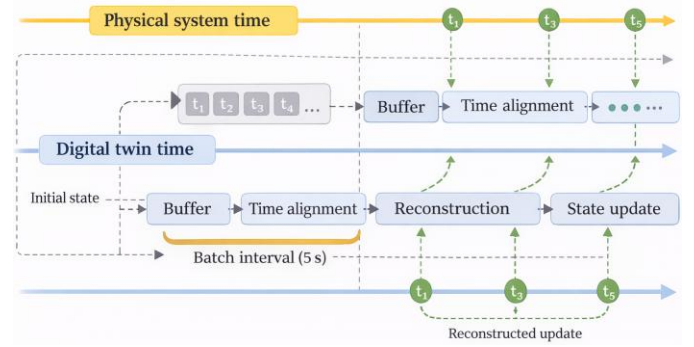 Physical system time
t₁ t₃ t₅ t₃
t₁ t₂ t₃ t₄ ...
Buffer
Time alignment
Digital twin time
Initial state
Buffer
Time alignment
Reconstruction
State update
Batch interval (5 s)
t₁ t₃ t₅
Reconstructed update